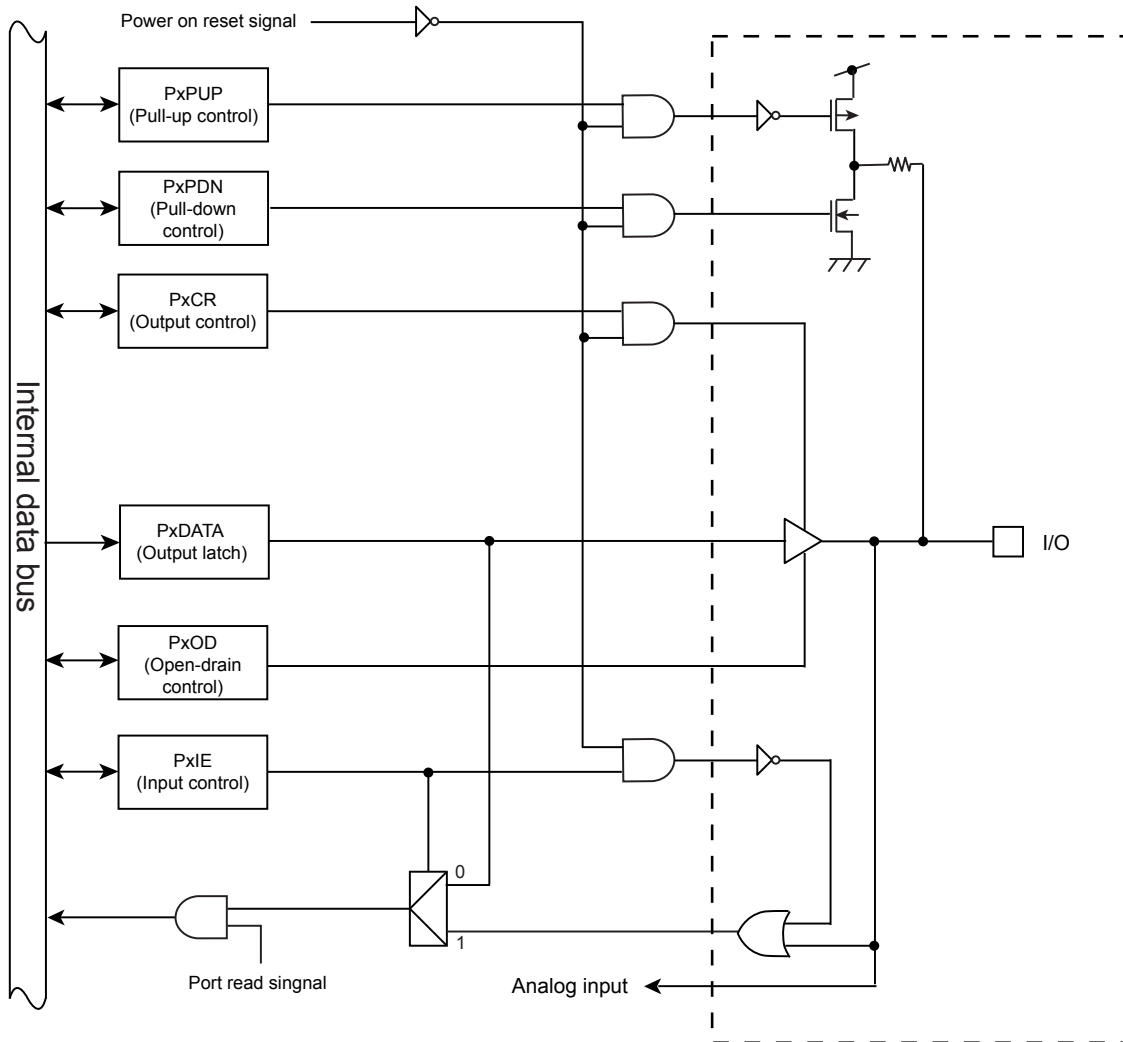 Power on reset signal
PxPUP
(Pull-up control)
PxPDN
(Pull-down
control)
PxCR
(Output control)
Internal data bus
PxDATA
(Output latch)
I/O
PxOD
(Open-drain
control)
PxIE
(Input control)
0
1
Port read singnal
Analog input